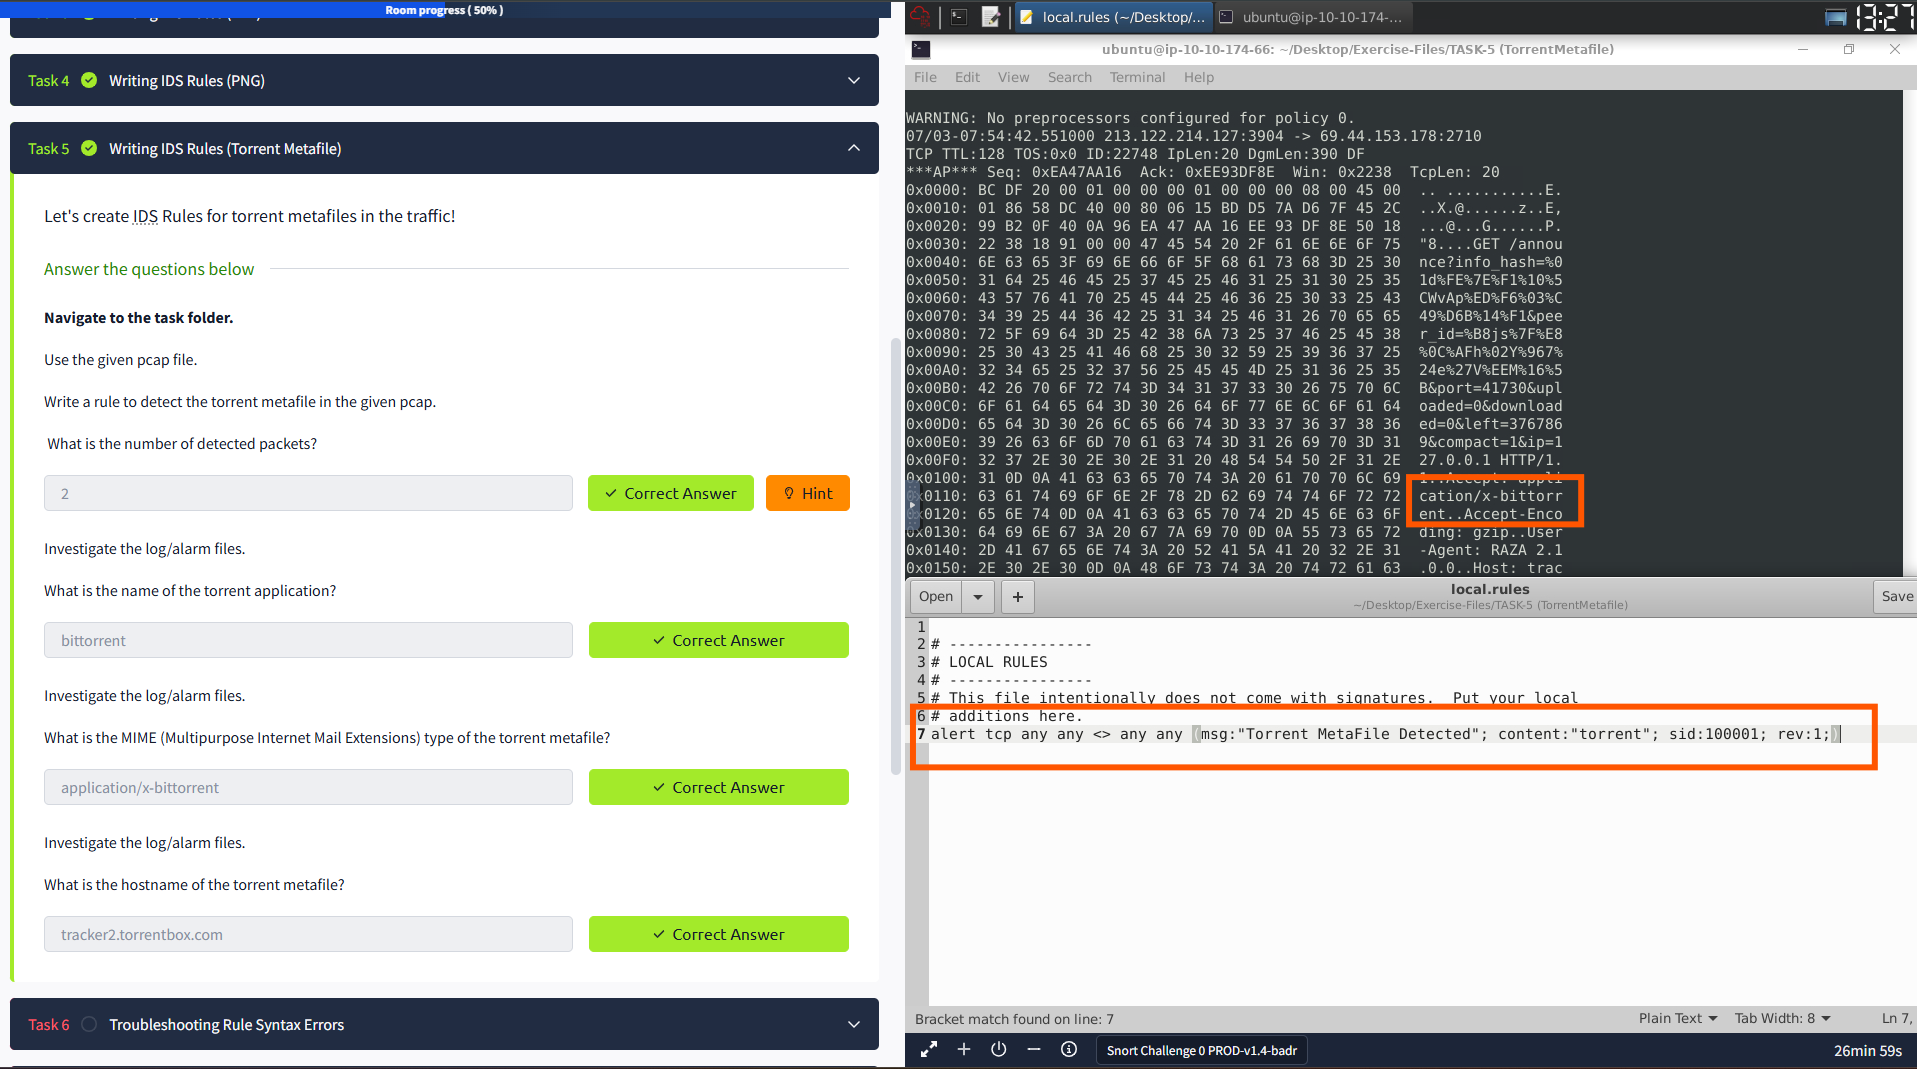 Room progress ( 50% )
Task 4 Writing IDS Rules (PNG)
Task 5 Writing IDS Rules (Torrent Metafile)
Let's create IDS Rules for torrent metafiles in the traffic!
Answer the questions below
Navigate to the task folder.
Use the given pcap file.
Write a rule to detect the torrent metafile in the given pcap.
What is the number of detected packets?
2
Correct Answer
Hint
Investigate the log/alarm files.
What is the name of the torrent application?
bittorrent
Correct Answer
Investigate the log/alarm files.
What is the MIME (Multipurpose Internet Mail Extensions) type of the torrent metafile?
application/x-bittorrent
Correct Answer
Investigate the log/alarm files.
What is the hostname of the torrent metafile?
tracker2.torrentbox.com
Correct Answer
Task 6 Troubleshooting Rule Syntax Errors
local.rules (~/Desktop/...
ubuntu@ip-10-10-174-...
13:27
ubuntu@ip-10-10-174-66: ~/Desktop/Exercise-Files/TASK-5 (TorrentMetafile)
File Edit View Search Terminal Help
WARNING: No preprocessors configured for policy 0.
07/03-07:54:42.551000 213.122.214.127:3904 -> 69.44.153.178:2710
TCP TTL:128 TOS:0x0 ID:22748 IpLen:20 DgmLen:390 DF
***AP*** Seq: 0xEA47AA16  Ack: 0xEE93DF8E  Win: 0x2238  TcpLen: 20
0x0000: BC DF 20 00 01 00 00 00 01 00 00 00 08 00 45 00  .. ...........E.
0x0010: 01 86 58 DC 40 00 80 06 15 BD D5 7A D6 7F 45 2C  ..X.@......z..E,
0x0020: 99 B2 0F 40 0A 96 EA 47 AA 16 EE 93 DF 8E 50 18  ...@...G......P.
0x0030: 22 38 18 91 00 00 47 45 54 20 2F 61 6E 6E 6F 75  "8....GET /annou
0x0040: 6E 63 65 3F 69 6E 66 6F 5F 68 61 73 68 3D 25 30  nce?info_hash=%0
0x0050: 31 64 25 46 45 25 37 45 25 46 31 25 31 30 25 35  1d%FE%7E%F1%10%5
0x0060: 43 57 76 41 70 25 45 44 25 46 36 25 30 33 25 43  CWvAp%ED%F6%03%C
0x0070: 34 39 25 44 36 42 25 31 34 25 46 31 26 70 65 65  49%D6B%14%F1&pee
0x0080: 72 5F 69 64 3D 25 42 38 6A 73 25 37 46 25 45 38  r_id=%B8js%7F%E8
0x0090: 25 30 43 25 41 46 68 25 30 32 59 25 39 36 37 25  %0C%AFh%02Y%967%
0x00A0: 32 34 65 25 32 37 56 25 45 45 4D 25 31 36 25 35  24e%27V%EEM%16%5
0x00B0: 42 26 70 6F 72 74 3D 34 31 37 33 30 26 75 70 6C  B&port=41730&upl
0x00C0: 6F 61 64 65 64 3D 30 26 64 6F 77 6E 6C 6F 61 64  oaded=0&download
0x00D0: 65 64 3D 30 26 6C 65 66 74 3D 33 37 36 37 38 36  ed=0&left=376786
0x00E0: 39 26 63 6F 6D 70 61 63 74 3D 31 26 69 70 3D 31  9&compact=1&ip=1
0x00F0: 32 37 2E 30 2E 30 2E 31 20 48 54 54 50 2F 31 2E  27.0.0.1 HTTP/1.
0x0100: 31 0D 0A 41 63 63 65 70 74 3A 20 61 70 70 6C 69  1..Accept: appli
0x0110: 63 61 74 69 6F 6E 2F 78 2D 62 69 74 74 6F 72 72  cation/x-bittorr
0x0120: 65 6E 74 0D 0A 41 63 63 65 70 74 2D 45 6E 63 6F  ent..Accept-Enco
0x0130: 64 69 6E 67 3A 20 67 7A 69 70 0D 0A 55 73 65 72  ding: gzip..User
0x0140: 2D 41 67 65 6E 74 3A 20 52 41 5A 41 20 32 2E 31  -Agent: RAZA 2.1
0x0150: 2E 30 2E 30 0D 0A 48 6F 73 74 3A 20 74 72 61 63  .0.0..Host: trac
Open
+
local.rules
~/Desktop/Exercise-Files/TASK-5 (TorrentMetafile)
Save
1
2 # ----------------
3 # LOCAL RULES
4 # ----------------
5 # This file intentionally does not come with signatures.  Put your local
6 # additions here.
7 alert tcp any any <> any any (msg:"Torrent MetaFile Detected"; content:"torrent"; sid:100001; rev:1;)
Bracket match found on line: 7
Plain Text
Tab Width: 8
Ln 7,
Snort Challenge 0 PROD-v1.4-badr
26min 59s